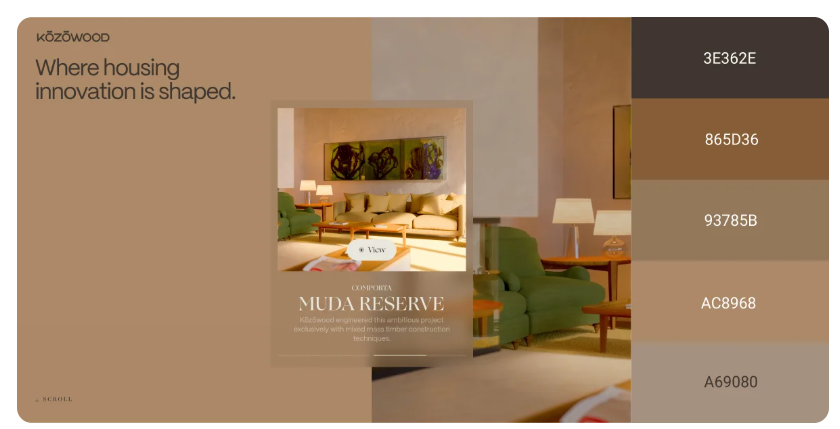 KŌZŌWOOD
Where housing
innovation is shaped.
View
COMPORTA
MUDA RESERVE
Kōzōwood engineered this ambitious project
exclusively with mixed mass timber construction
techniques.
SCROLL
3E362E
865D36
93785B
AC8968
A69080